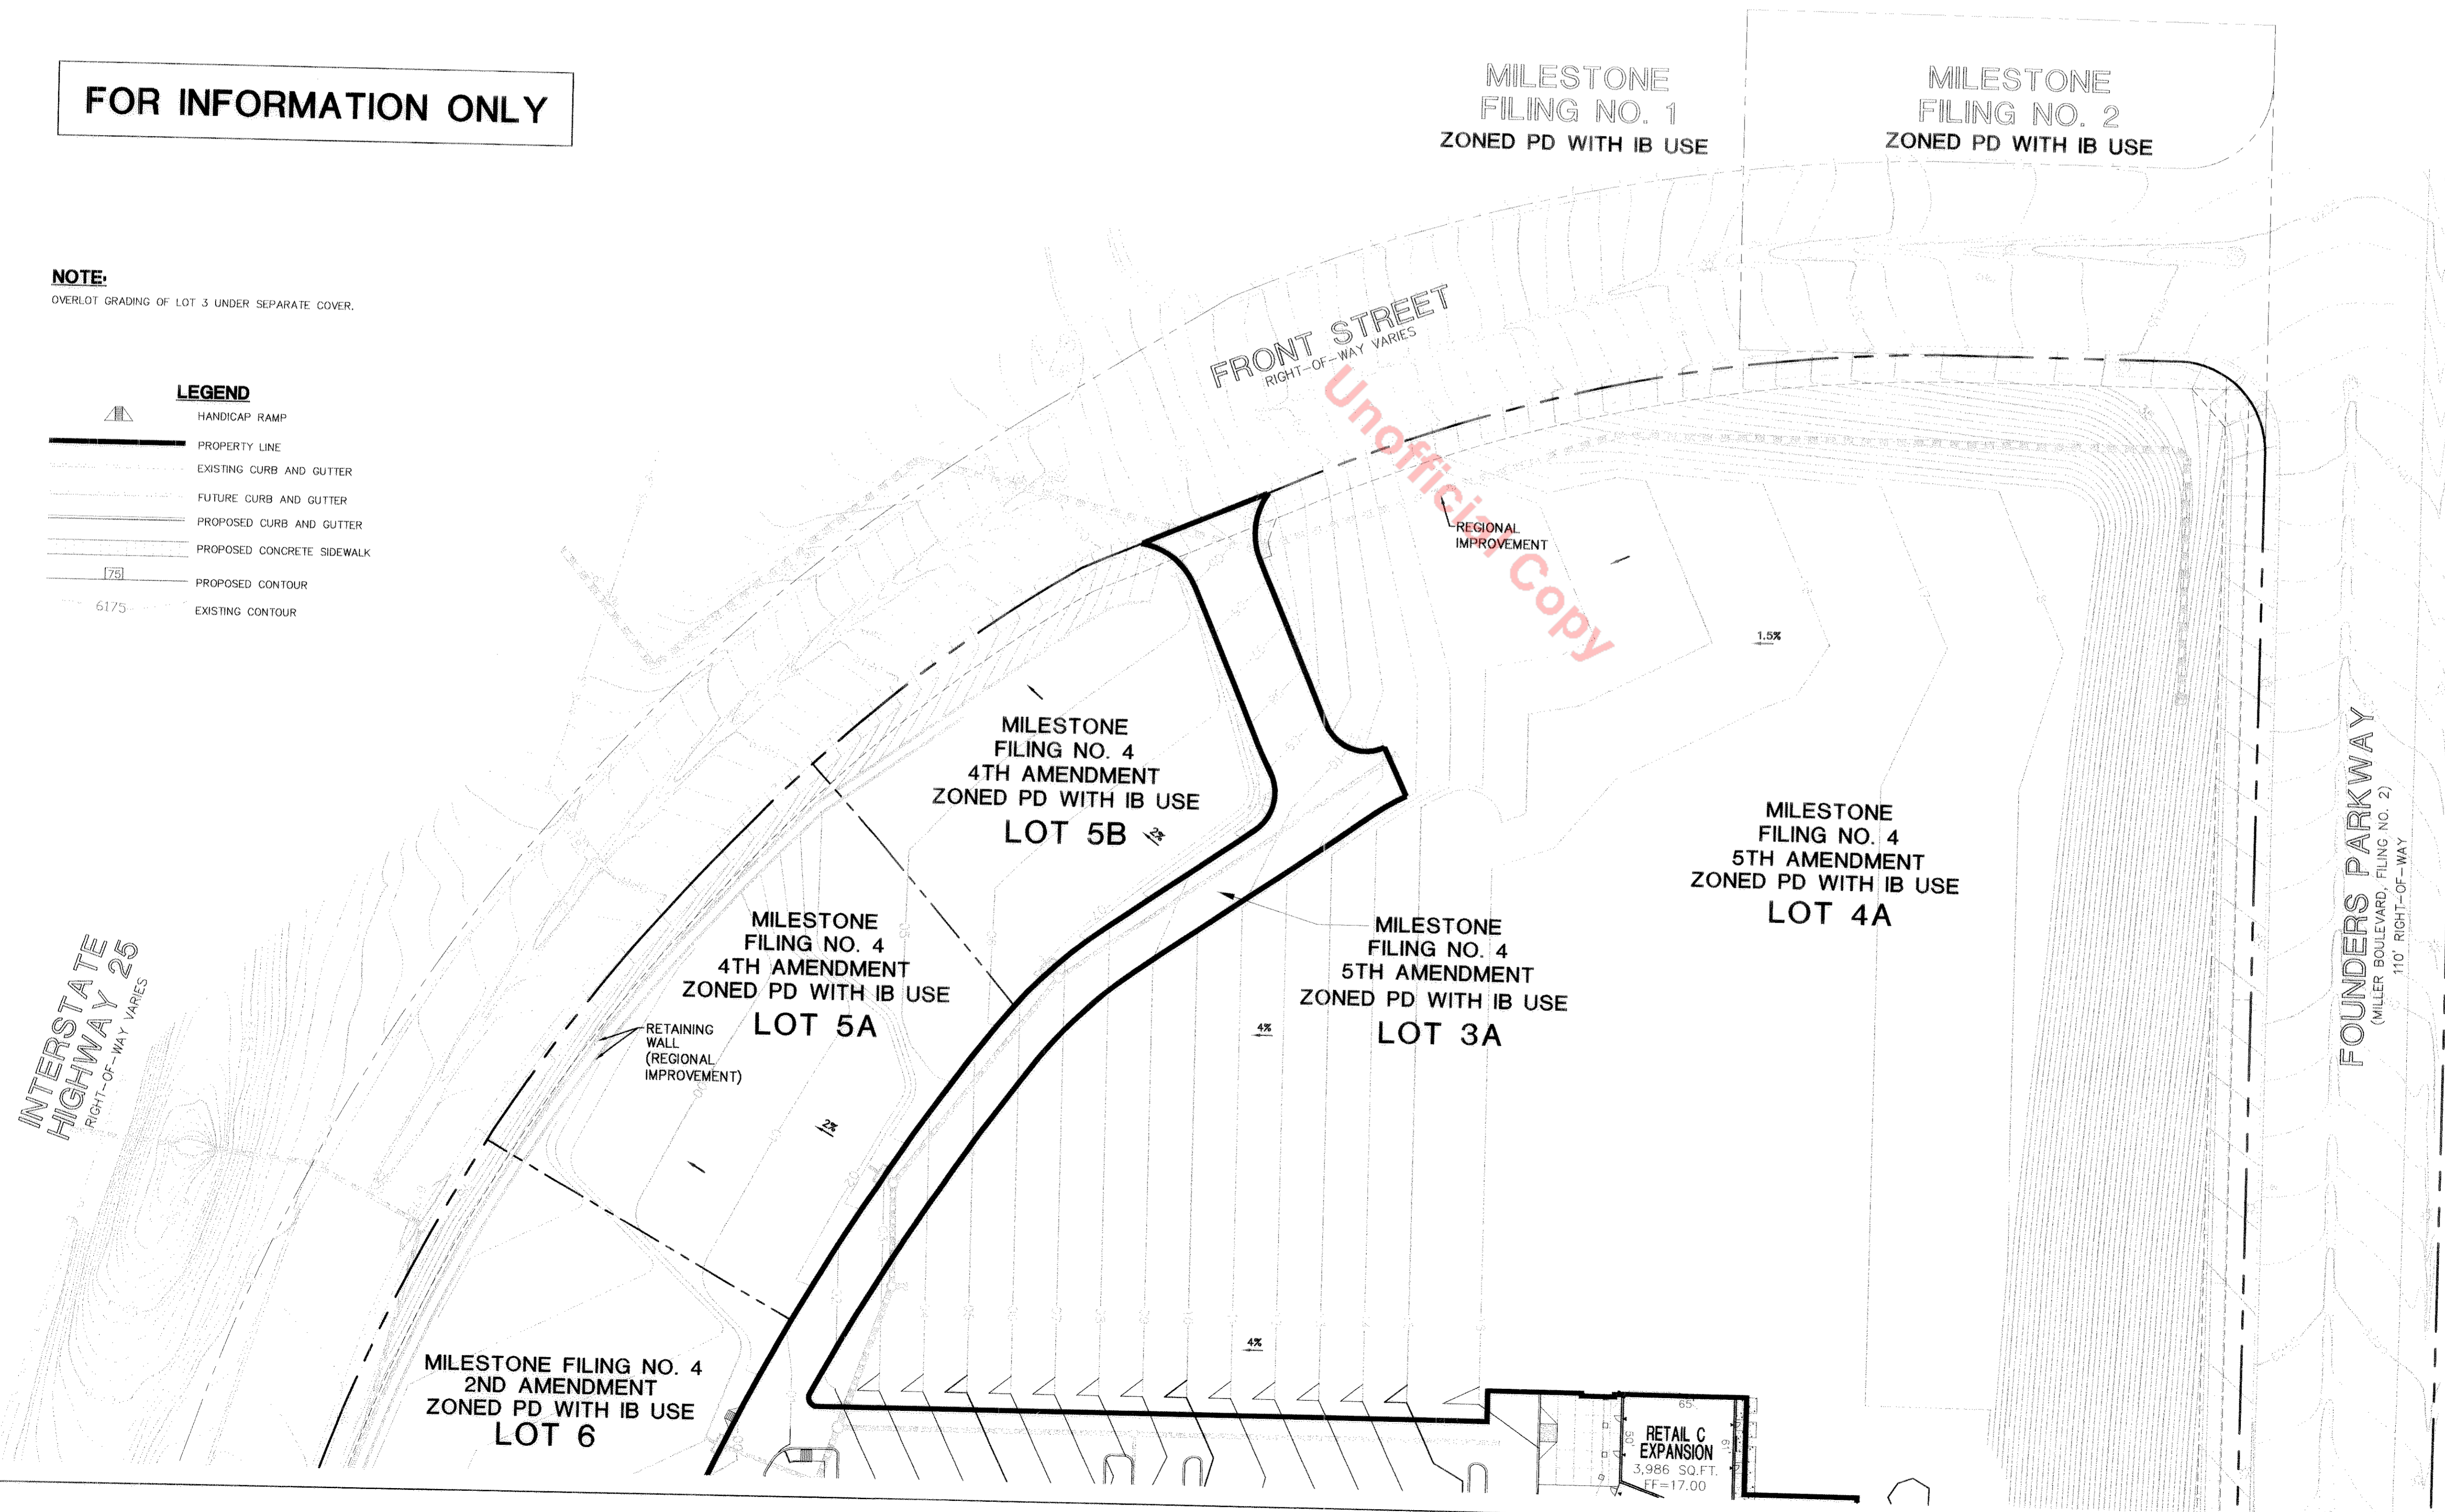 FOR INFORMATION ONLY
MILESTONE
FILING NO. 1
ZONED PD WITH IB USE
MILESTONE
FILING NO. 2
ZONED PD WITH IB USE
NOTE:
OVERLOT GRADING OF LOT 3 UNDER SEPARATE COVER.
LEGEND
HANDICAP RAMP
PROPERTY LINE
EXISTING CURB AND GUTTER
FUTURE CURB AND GUTTER
PROPOSED CURB AND GUTTER
PROPOSED CONCRETE SIDEWALK
75
PROPOSED CONTOUR
6175
EXISTING CONTOUR
FRONT STREET
RIGHT-OF-WAY VARIES
Unofficial Copy
REGIONAL
IMPROVEMENT
1.5%
MILESTONE
FILING NO. 4
4TH AMENDMENT
ZONED PD WITH IB USE
LOT 5B
2%
MILESTONE
FILING NO. 4
5TH AMENDMENT
ZONED PD WITH IB USE
LOT 4A
FOUNDERS PARKWAY
(MILLER BOULEVARD, FILING NO. 2)
110' RIGHT-OF-WAY
MILESTONE
FILING NO. 4
4TH AMENDMENT
ZONED PD WITH IB USE
LOT 5A
MILESTONE
FILING NO. 4
5TH AMENDMENT
ZONED PD WITH IB USE
LOT 3A
4%
INTERSTATE
HIGHWAY 25
RIGHT-OF-WAY VARIES
RETAINING
WALL
(REGIONAL
IMPROVEMENT)
2%
4%
MILESTONE FILING NO. 4
2ND AMENDMENT
ZONED PD WITH IB USE
LOT 6
65'
50'
61'
RETAIL C
EXPANSION
3,986 SQ.FT.
FF=17.00